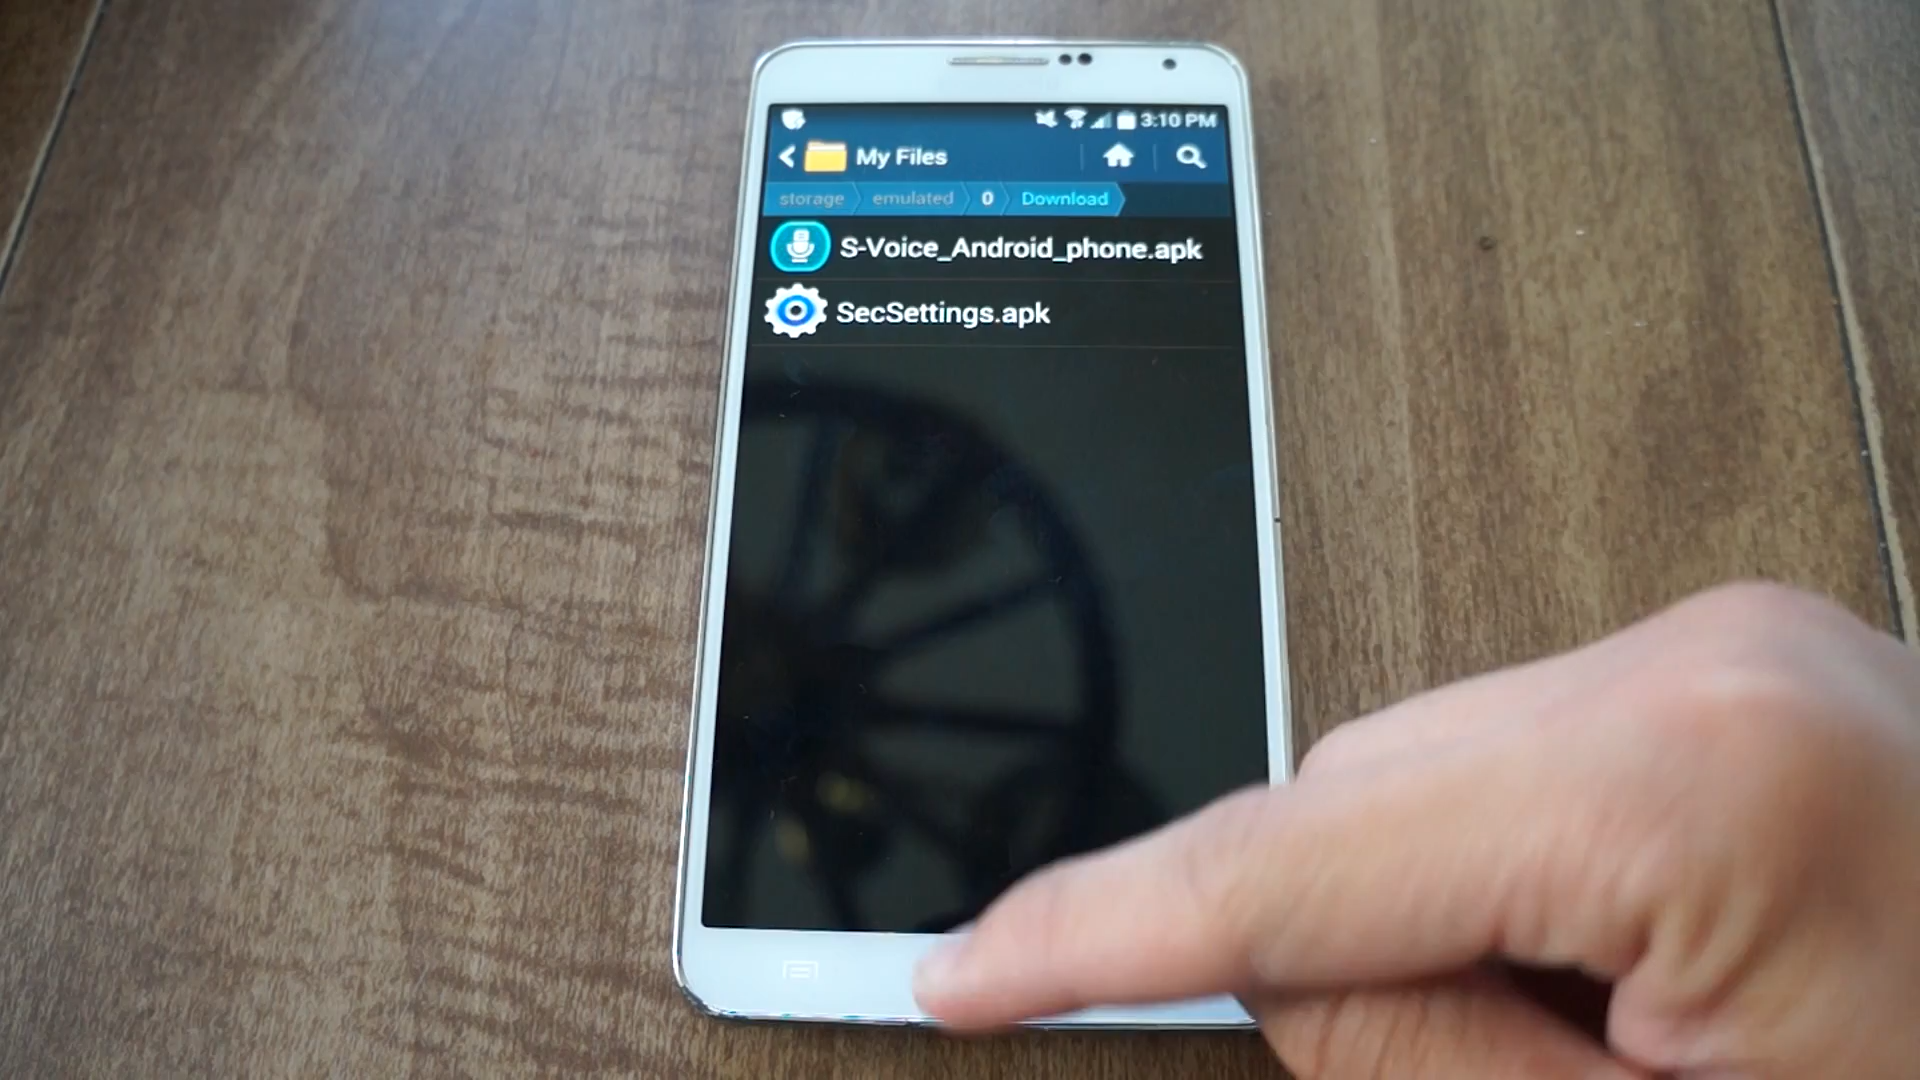 3:10 PM
My Files
storage emulated 0 Download
S-Voice_Android_phone.apk
SecSettings.apk